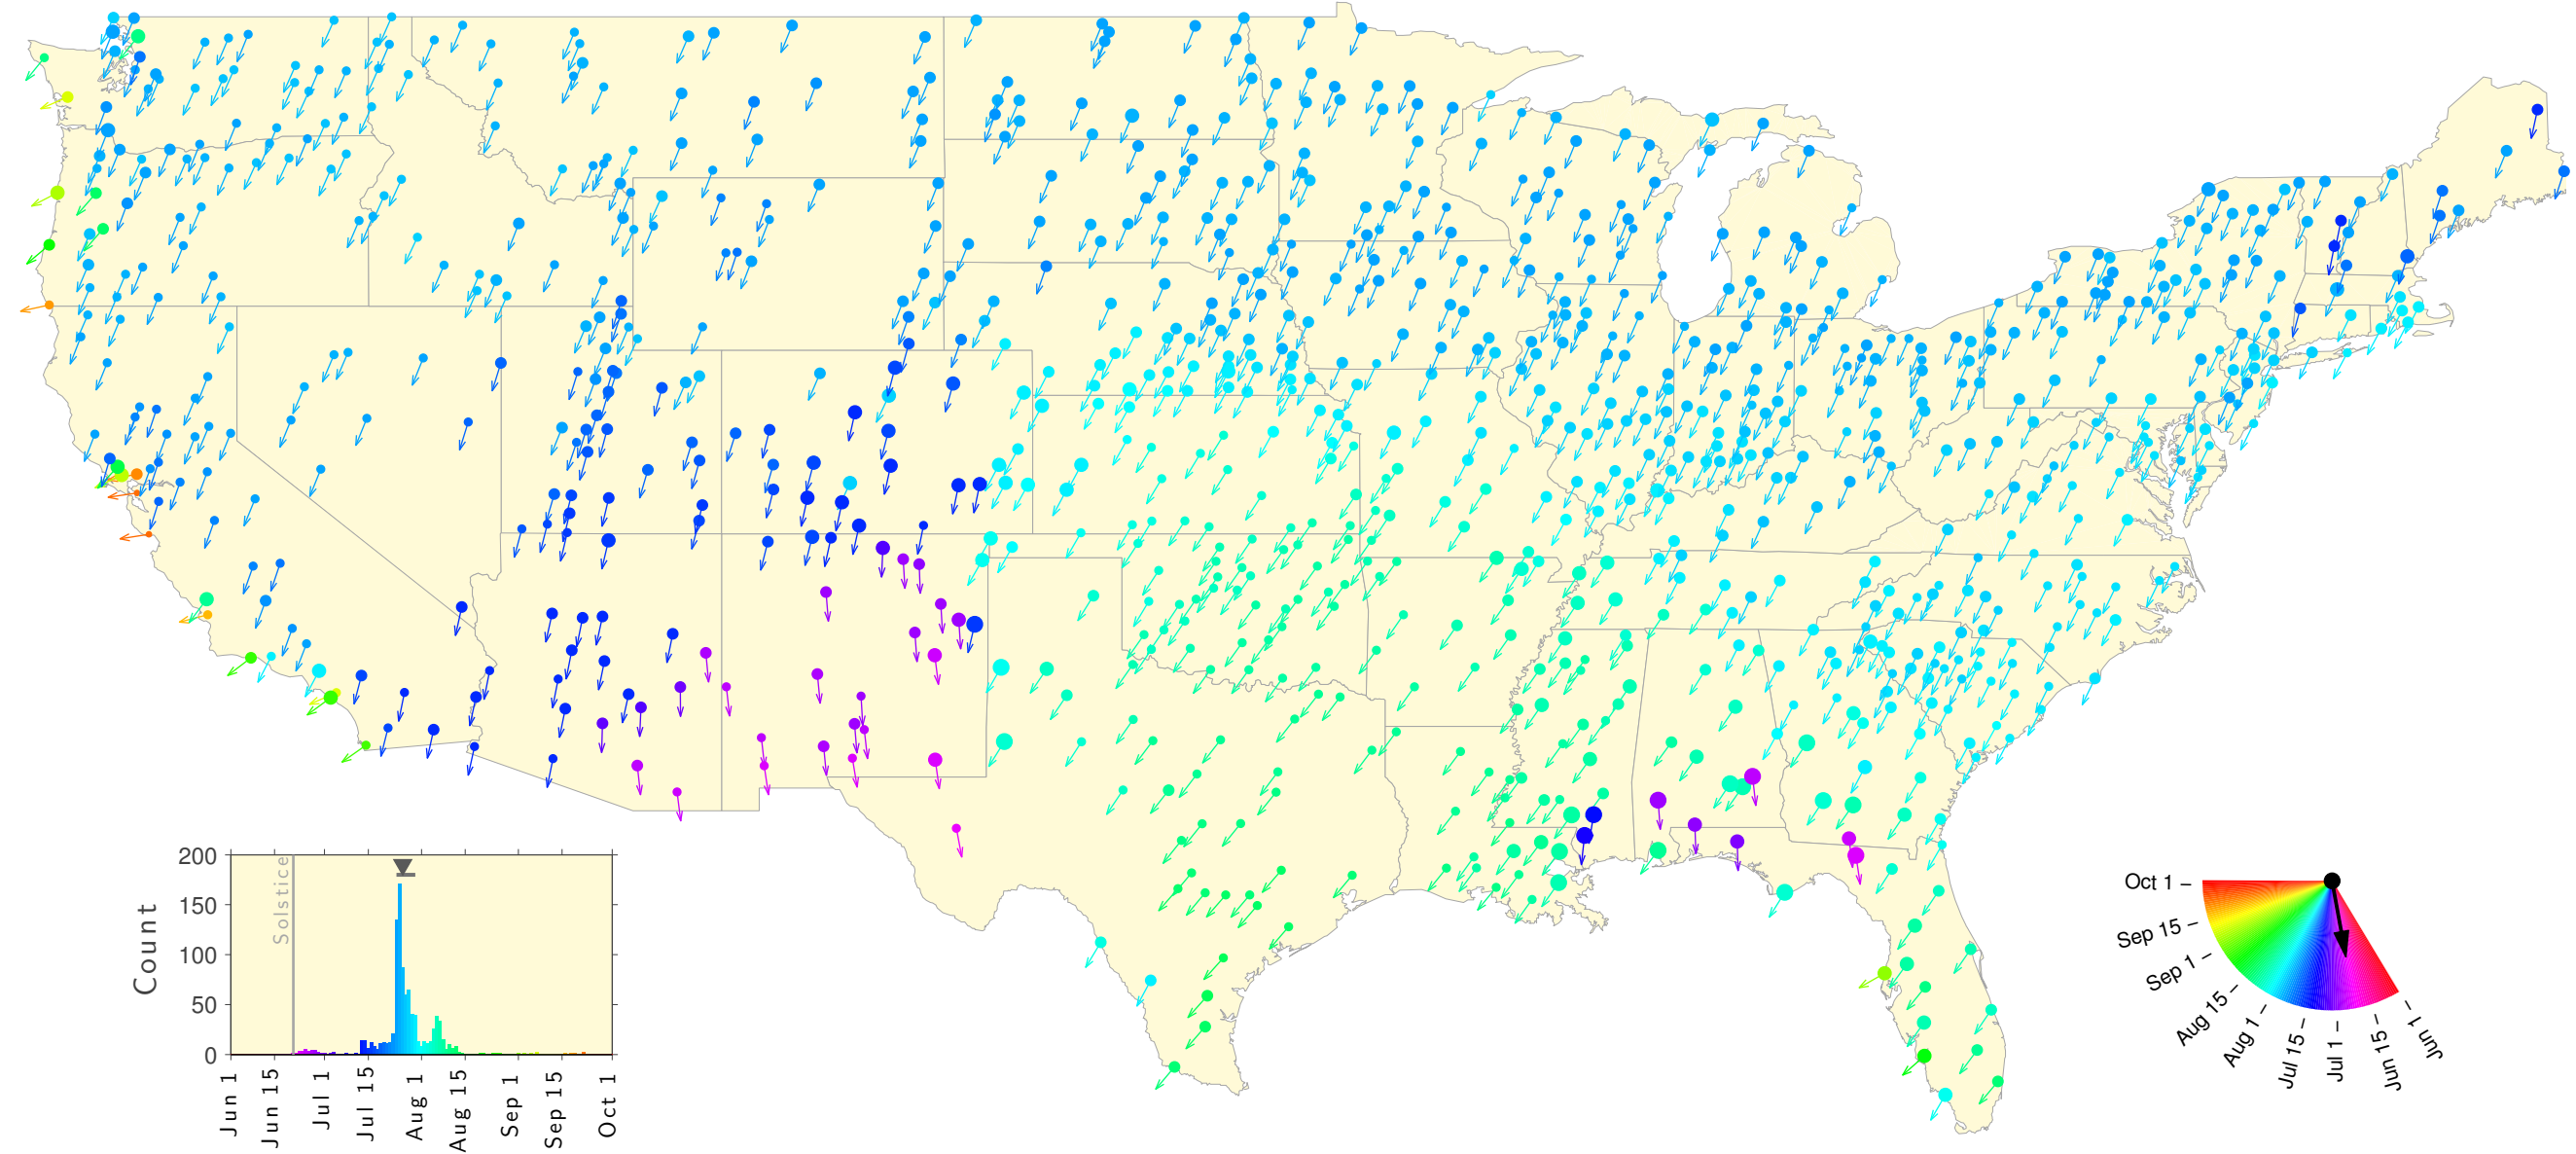 200
150
100
50
0
Count
Solstice
Jun 1
Jun 15
Jul 1
Jul 15
Aug 1
Aug 15
Sep 1
Sep 15
Oct 1
Oct 1 –
Sep 15 –
Sep 1 –
Aug 15 –
Aug 1 –
Jul 15 –
Jul 1 –
Jun 15 –
Jun 1 –